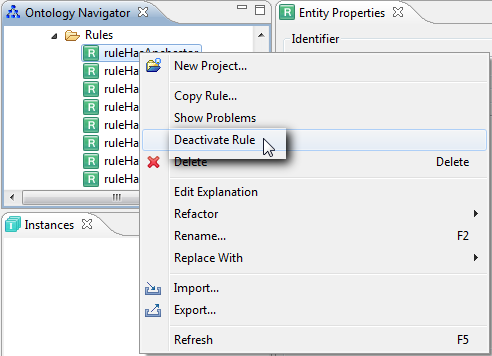 Ontology Navigator
R Entity Properties
Identifier
Rules
R ruleHasAnchestor
R ruleHa
R ruleHa
R ruleHa
R ruleHa
R ruleHa
R ruleHa
R ruleHa
T Instances
New Project...
Copy Rule...
Show Problems
Deactivate Rule
Delete Delete
Edit Explanation
Refactor
Rename... F2
Replace With
Import...
Export...
Refresh F5